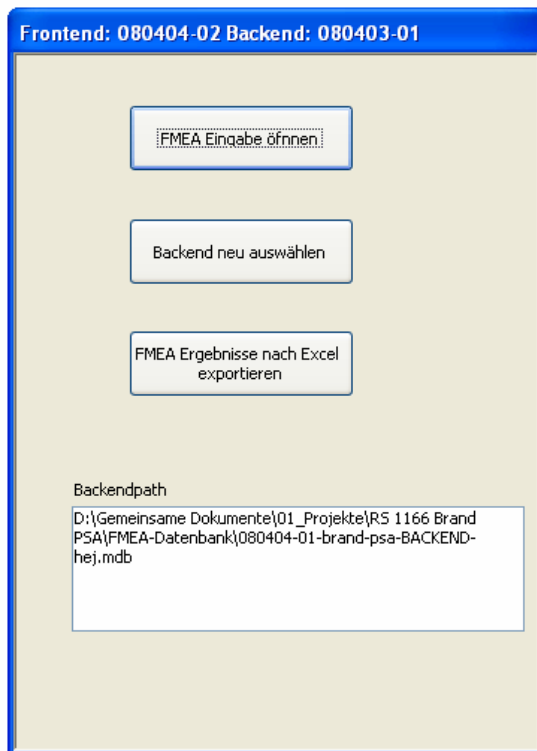 Frontend: 080404-02 Backend: 080403-01
FMEA Eingabe öfnnen
Backend neu auswählen
FMEA Ergebnisse nach Excel
exportieren
Backendpath
D:\Gemeinsame Dokumente\01_Projekte\RS 1166 Brand
PSA\FMEA-Datenbank\080404-01-brand-psa-BACKEND-
hej.mdb